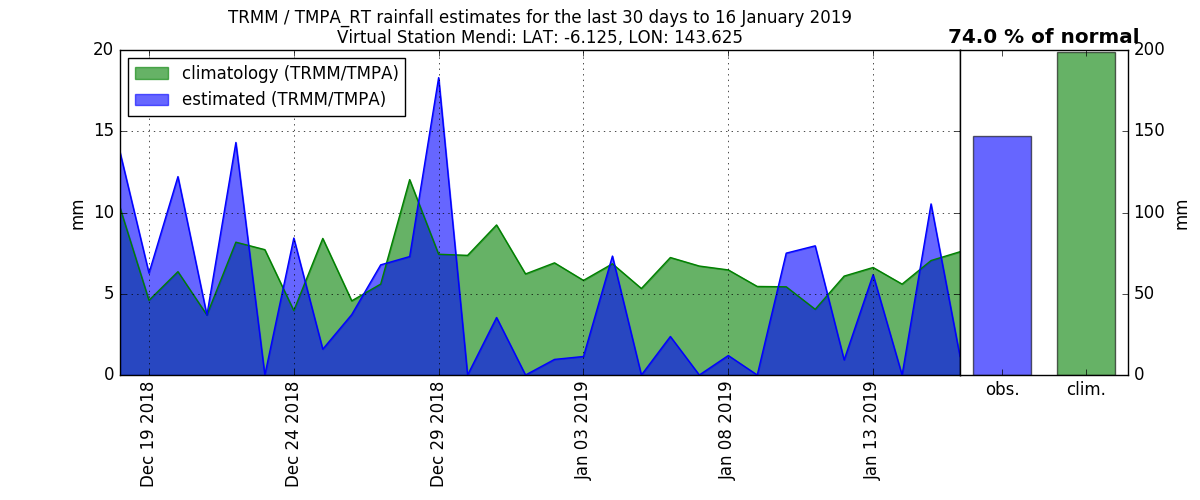 TRMM / TMPA_RT rainfall estimates for the last 30 days to 16 January 2019
Virtual Station Mendi: LAT: -6.125, LON: 143.625
74.0 % of normal
climatology (TRMM/TMPA)
estimated (TRMM/TMPA)
20
15
10
5
0
mm
Dec 19 2018
Dec 24 2018
Dec 29 2018
Jan 03 2019
Jan 08 2019
Jan 13 2019
200
150
100
50
0
mm
obs.
clim.